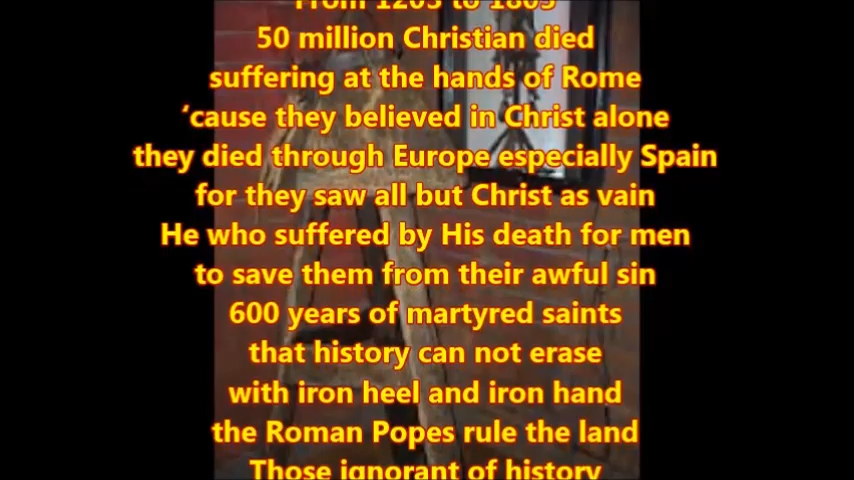 From 1203 to 1805
50 million Christian died
suffering at the hands of Rome
‘cause they believed in Christ alone
they died through Europe especially Spain
for they saw all but Christ as vain
He who suffered by His death for men
to save them from their awful sin
600 years of martyred saints
that history can not erase
with iron heel and iron hand
the Roman Popes rule the land
Those ignorant of history